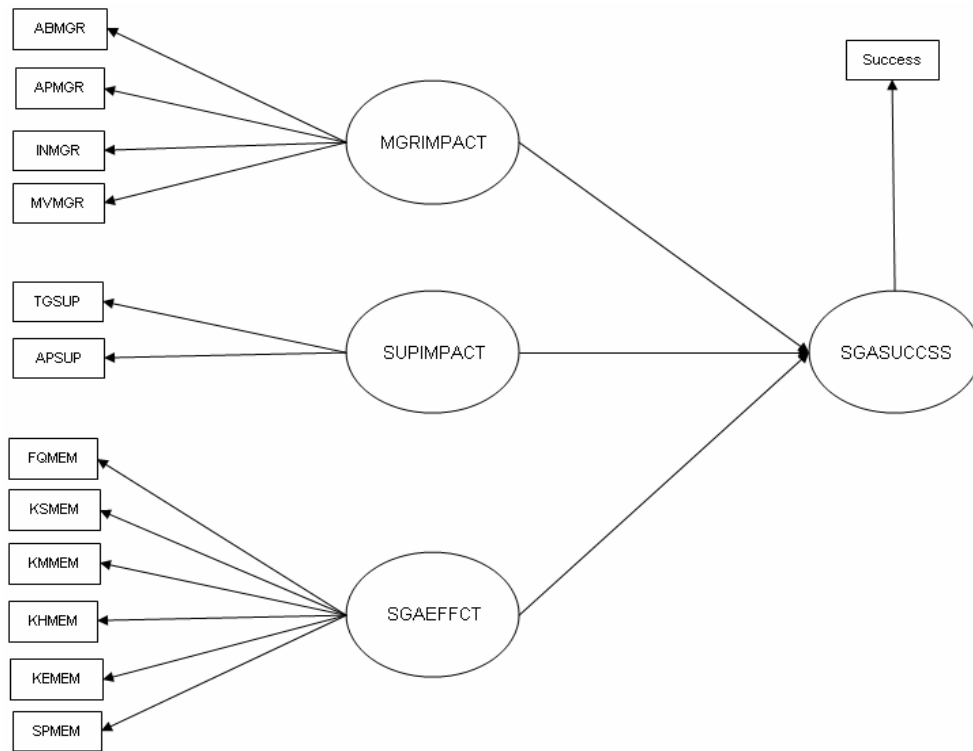 ABMGR
APMGR
INMGR
MVMGR
MGRIMPACT
Success
TGSUP
APSUP
SUPIMPACT
SGASUCCSS
FQMEM
KSMEM
KMMEM
KHMEM
KEMEM
SPMEM
SGAEFFCT